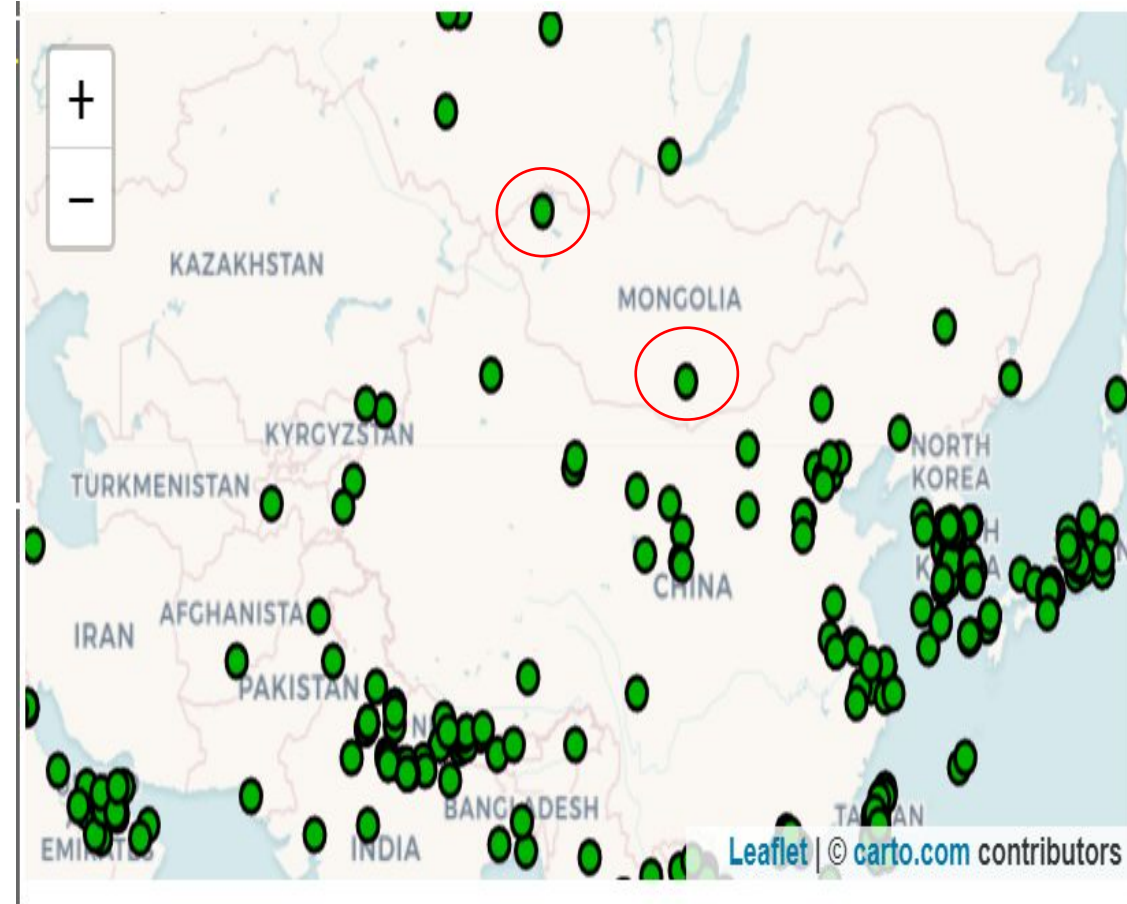 +
−
KAZAKHSTAN
MONGOLIA
KYRGYZSTAN
NORTH
KOREA
TURKMENISTAN
CHINA
AFGHANISTA
IRAN
PAKISTAN
BANGLADESH
INDIA
Leaflet | © carto.com contributors